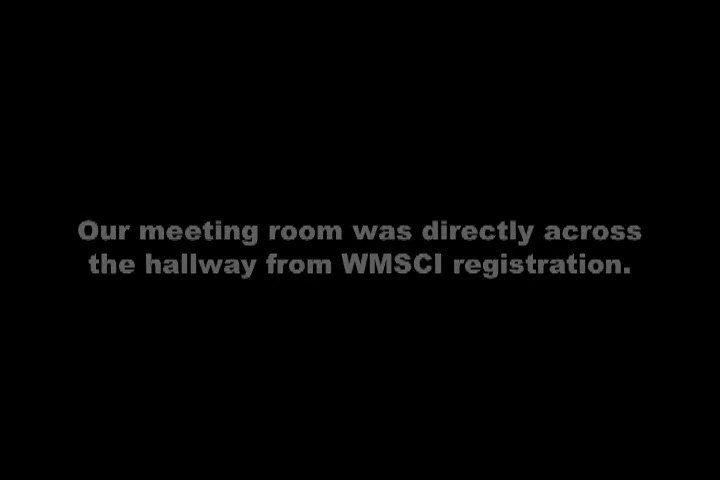 Our meeting room was directly across
the hallway from WMSCI registration.